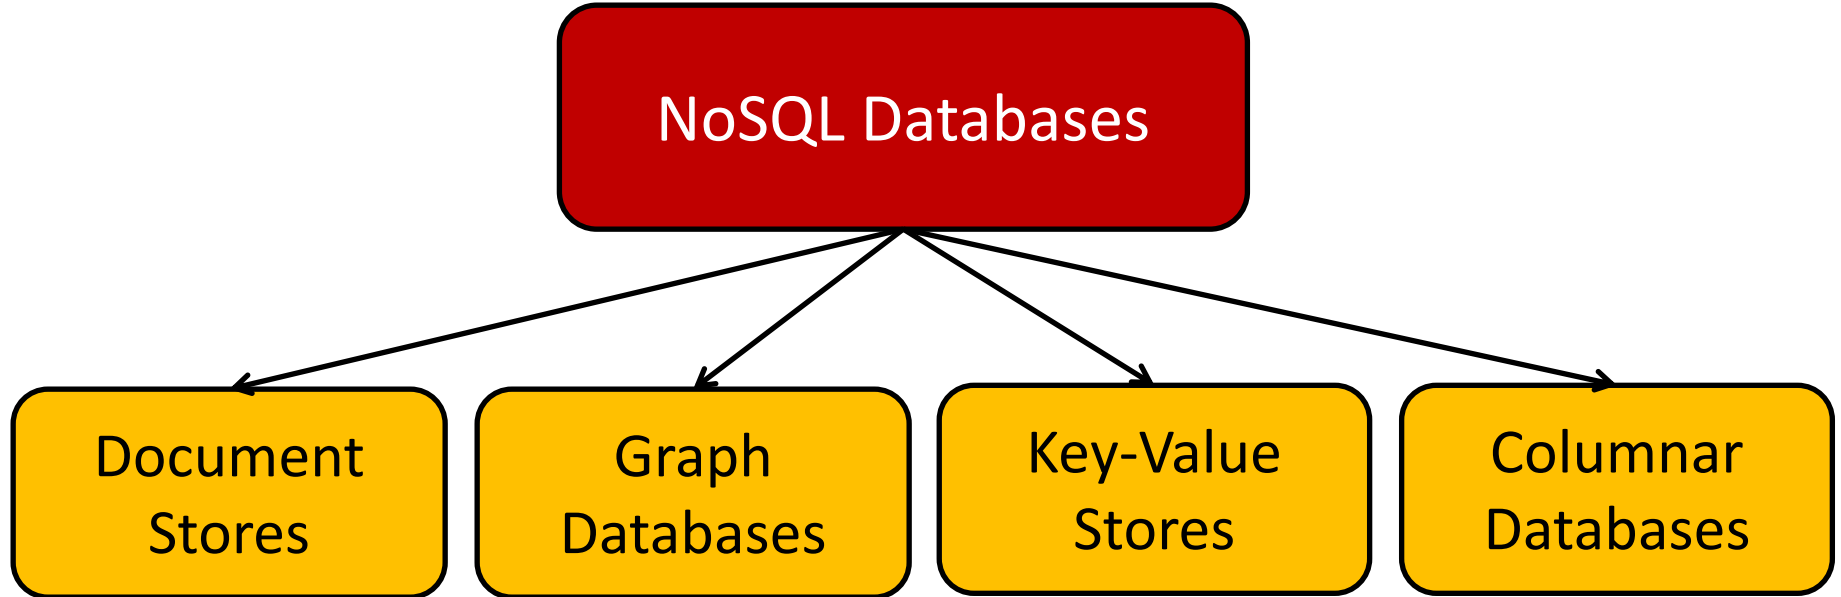 NoSQL Databases
Document
Stores
Graph
Databases
Key-Value
Stores
Columnar
Databases